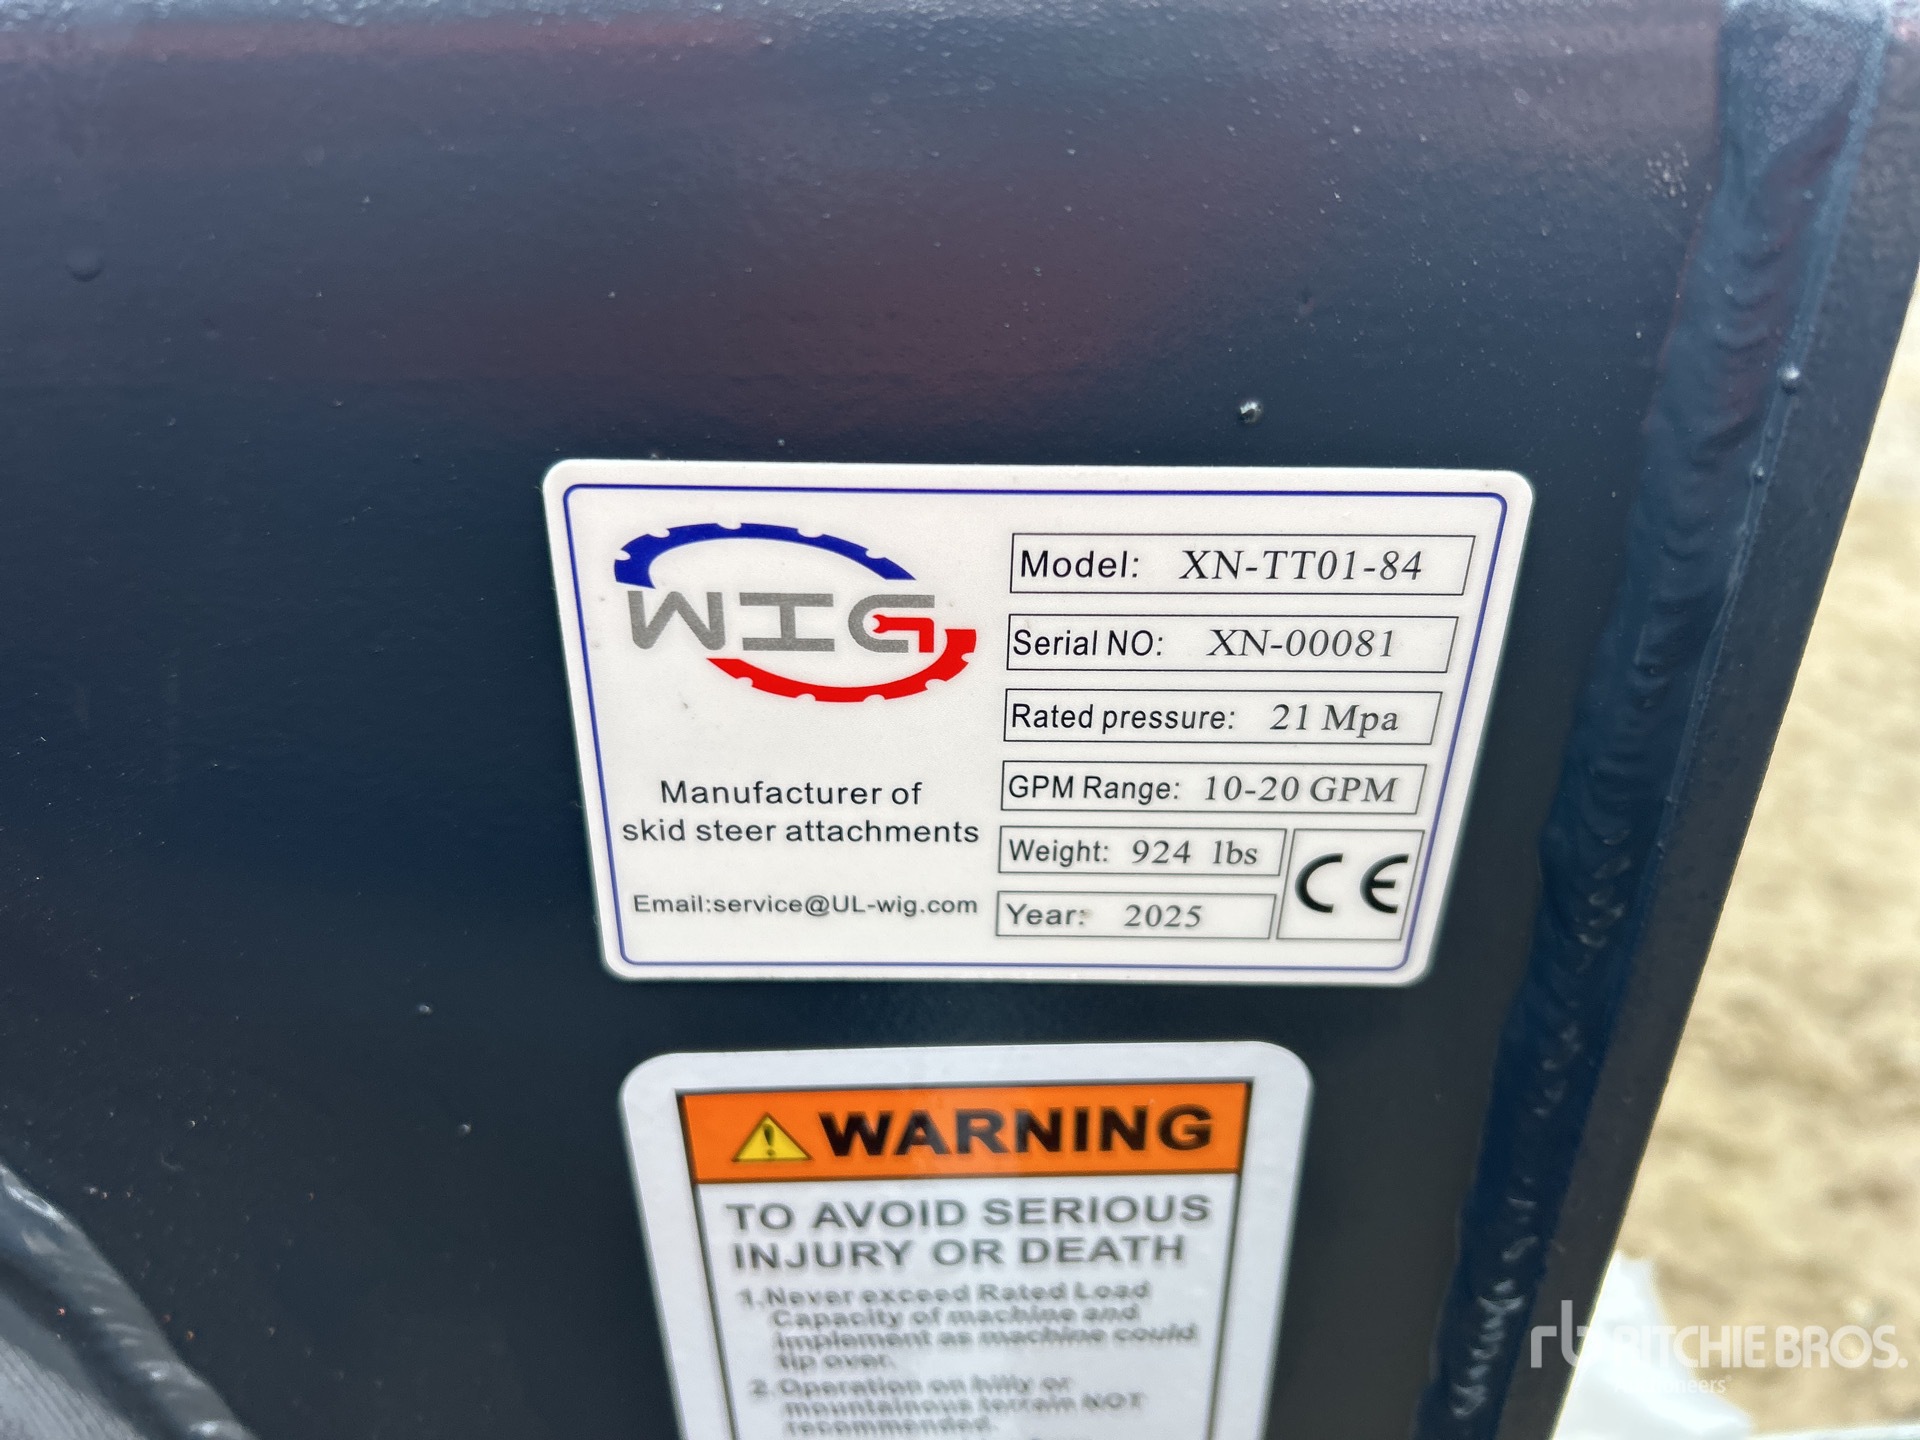 WIG
Manufacturer of
skid steer attachments
Email:service@UL-wig.com
Model: XN-TT01-84
Serial NO: XN-00081
Rated pressure: 21 Mpa
GPM Range: 10-20 GPM
Weight: 924 lbs
Year: 2025
CE
WARNING
TO AVOID SERIOUS
INJURY OR DEATH
1.Never exceed Rated Load
Capacity of machine and
implement as machine could
tip over.
2.Operation on hilly or
mountainous terrain NOT
recommended.
rb RITCHIE BROS.
Auctioneers